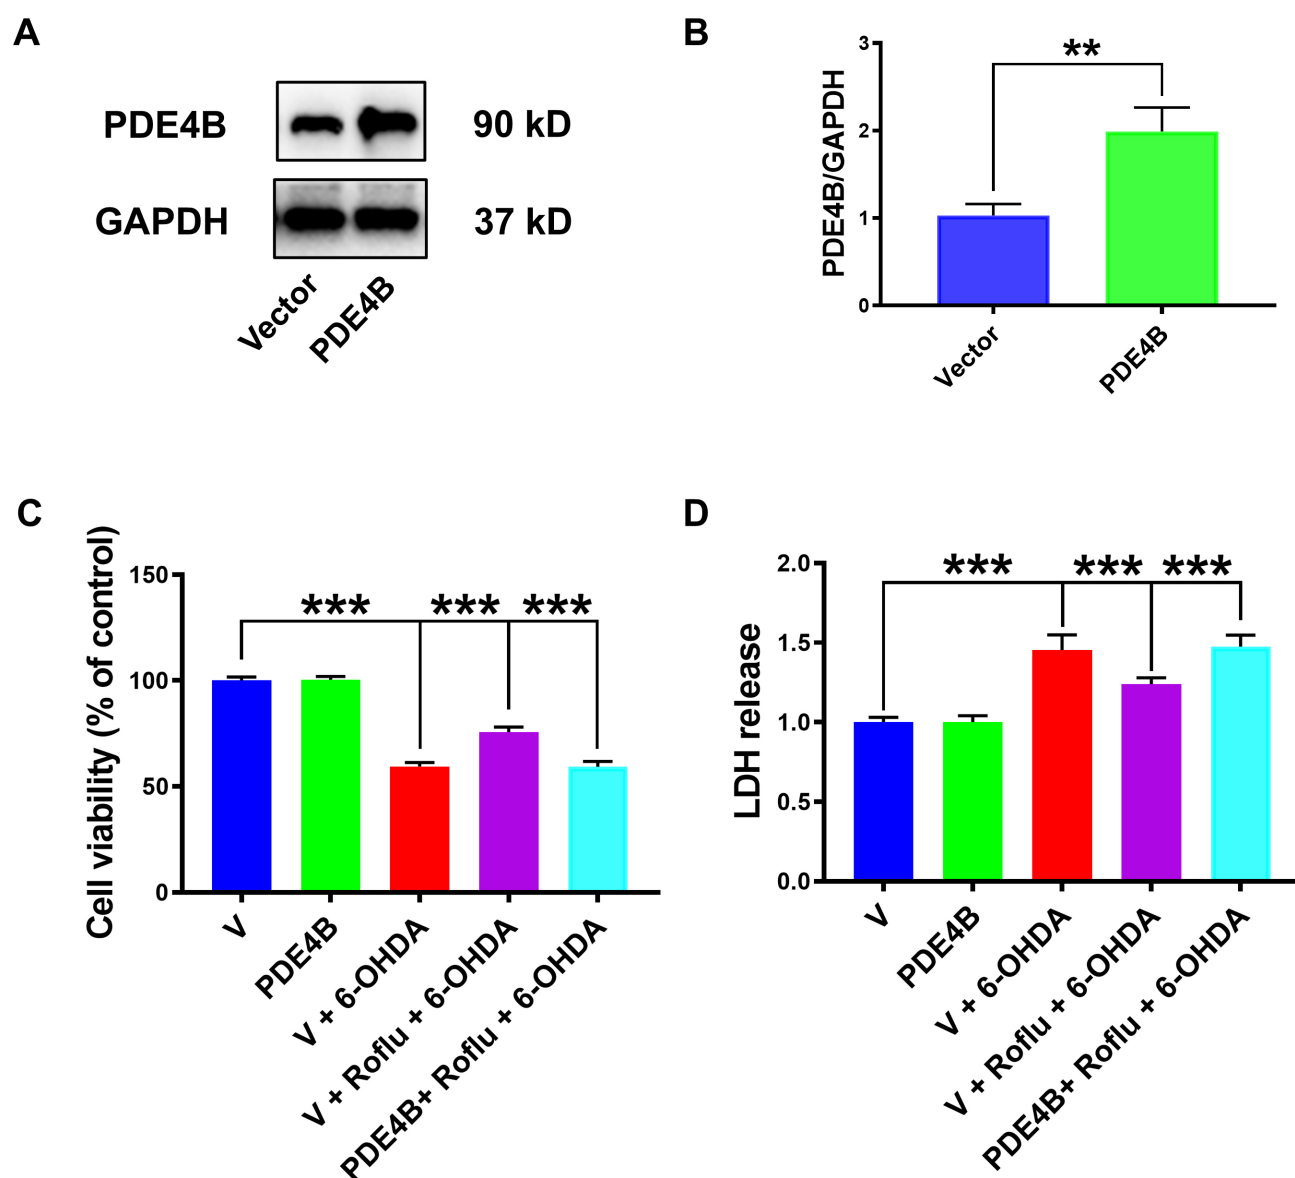 A
PDE4B
90 kD
GAPDH
37 kD
Vector
PDE4B
B
**
PDE4B/GAPDH
3
2
1
0
Vector
PDE4B
C
Cell viability (% of control)
150
100
50
0
*** *** ***
V
PDE4B
V + 6-OHDA
V + Roflu + 6-OHDA
PDE4B+ Roflu + 6-OHDA
D
LDH release
2.0
1.5
1.0
0.5
0.0
*** *** ***
V
PDE4B
V + 6-OHDA
V + Roflu + 6-OHDA
PDE4B+ Roflu + 6-OHDA